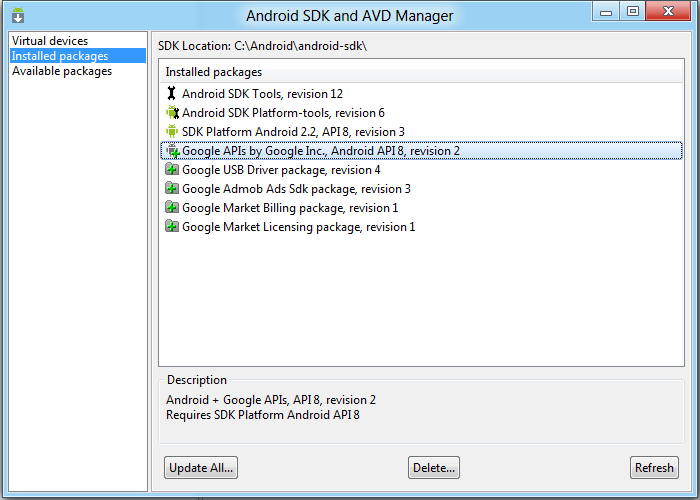 Android SDK and AVD Manager
Virtual devices
Installed packages
Available packages
SDK Location: C:\Android\android-sdk\
Installed packages
Android SDK Tools, revision 12
Android SDK Platform-tools, revision 6
SDK Platform Android 2.2, API 8, revision 3
Google APIs by Google Inc., Android API 8, revision 2
Google USB Driver package, revision 4
Google Admob Ads Sdk package, revision 3
Google Market Billing package, revision 1
Google Market Licensing package, revision 1
Description
Android + Google APIs, API 8, revision 2
Requires SDK Platform Android API 8
Update All...
Delete...
Refresh